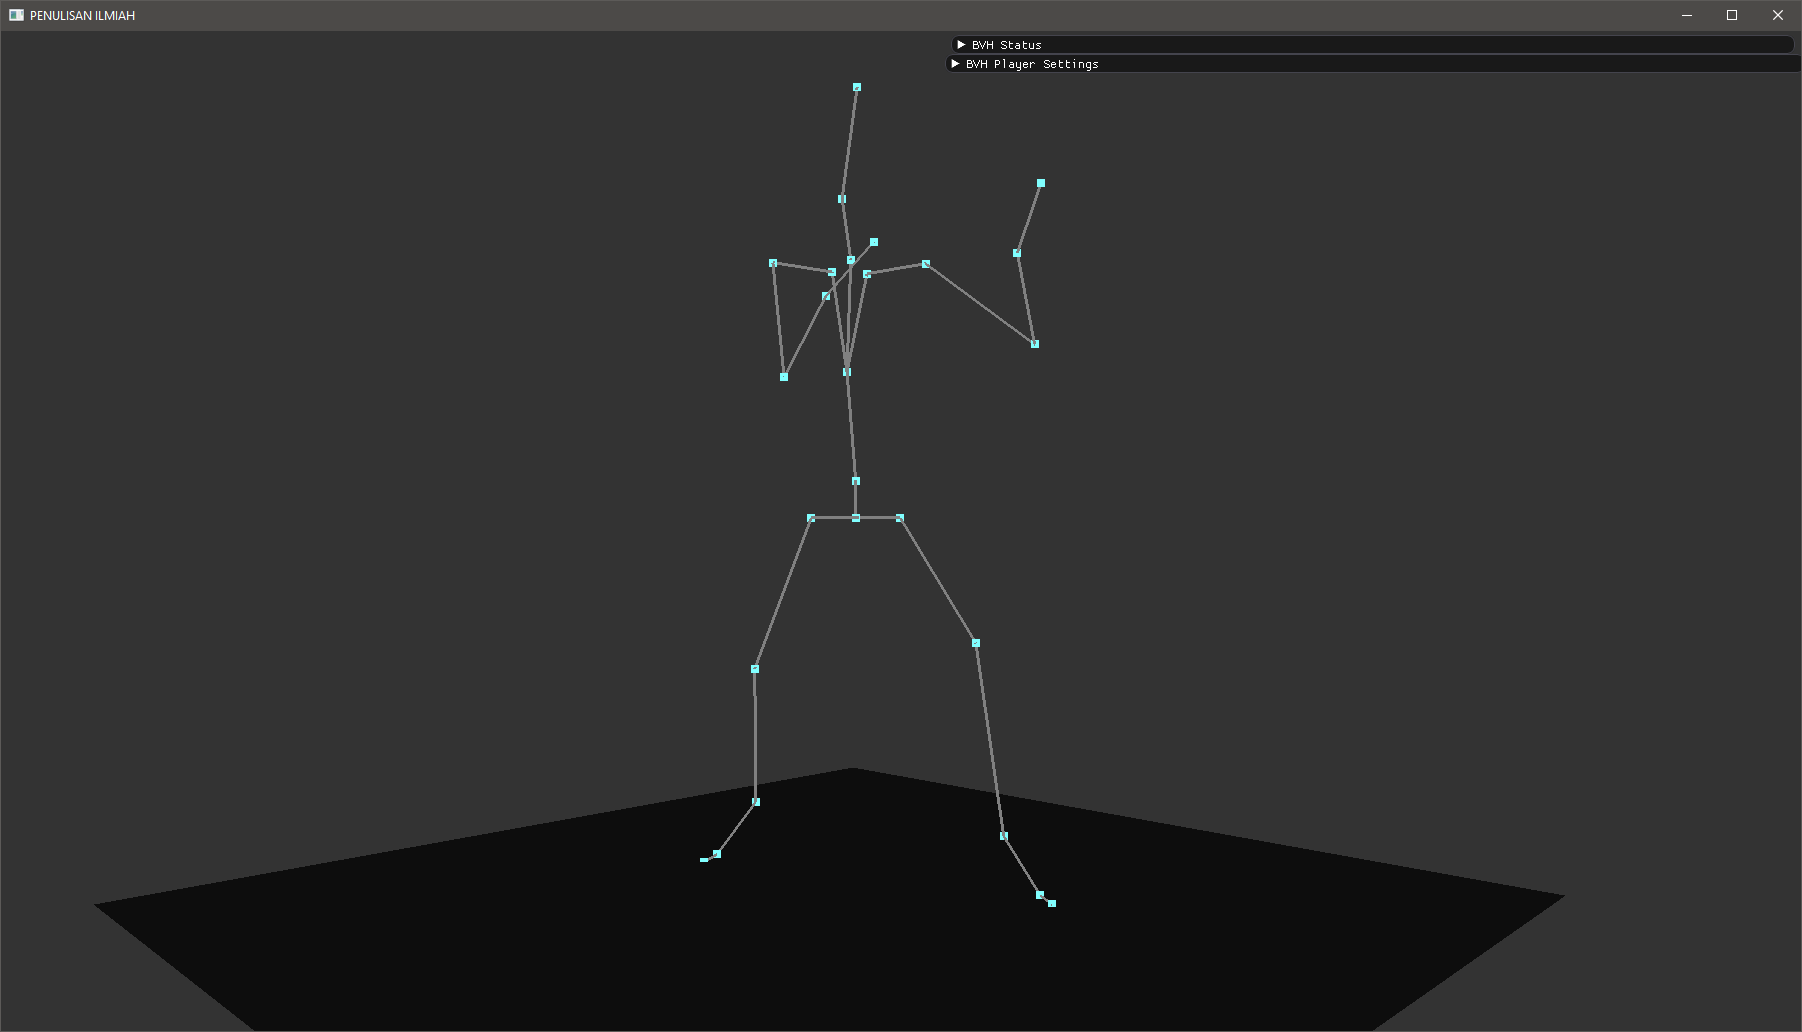 PENULISAN ILMIAH
BVH Status
BVH Player Settings